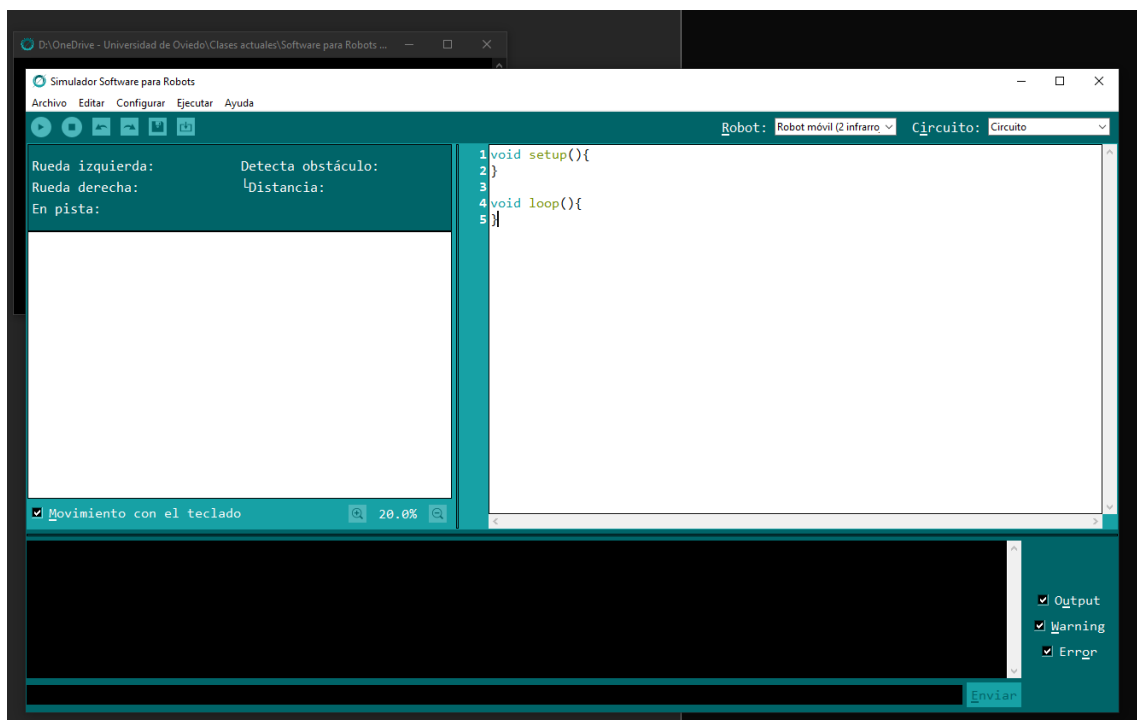 D:\OneDrive - Universidad de Oviedo\Clases actuales\Software para Robots ...
Simulador Software para Robots
Archivo Editar Configurar Ejecutar Ayuda
Robot: Robot móvil (2 infrarro Circuito: Circuito
Rueda izquierda: Detecta obstáculo:
Rueda derecha: └Distancia:
En pista:
1 void setup(){
2 }
3
4 void loop(){
5 }
Movimiento con el teclado 20.0%
Output
Warning
Error
Enviar